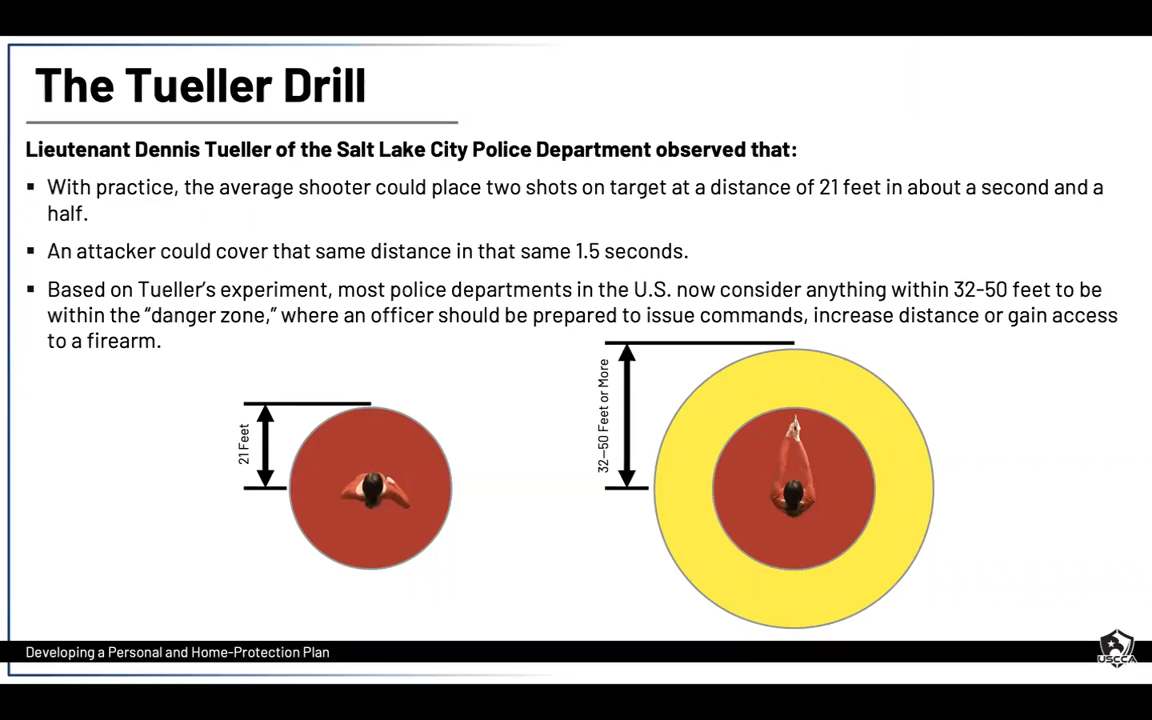 The Tueller Drill
Lieutenant Dennis Tueller of the Salt Lake City Police Department observed that:
▪ With practice, the average shooter could place two shots on target at a distance of 21 feet in about a second and a
half.
▪ An attacker could cover that same distance in that same 1.5 seconds.
▪ Based on Tueller’s experiment, most police departments in the U.S. now consider anything within 32-50 feet to be
within the “danger zone,” where an officer should be prepared to issue commands, increase distance or gain access
to a firearm.
21 Feet
32–50 Feet or More
Developing a Personal and Home-Protection Plan
USCCA